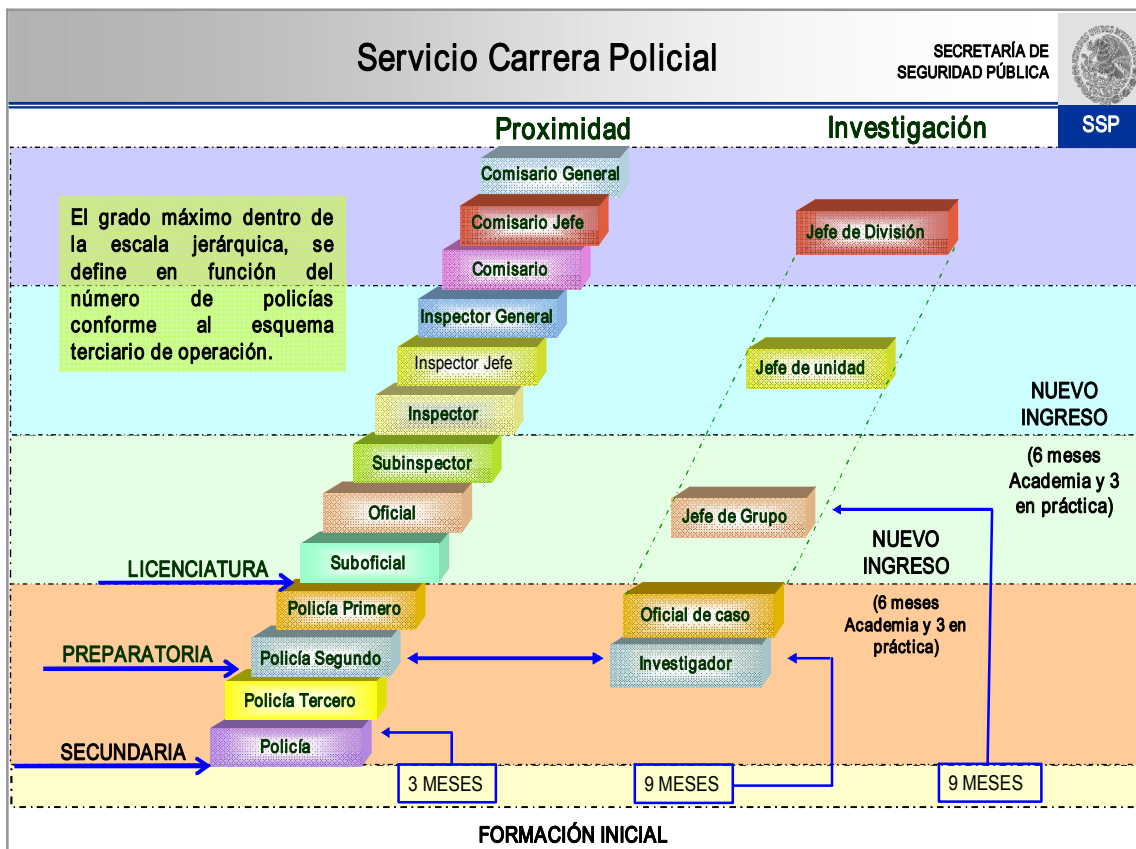 Servicio Carrera Policial
SECRETARÍA DE
SEGURIDAD PÚBLICA
SSP
Proximidad
Investigación
El grado máximo dentro de
la escala jerárquica, se
define en función del
número de policías
conforme al esquema
terciario de operación.
Comisario General
Comisario Jefe
Comisario
Inspector General
Inspector Jefe
Inspector
Subinspector
Oficial
Suboficial
Policía Primero
Policía Segundo
Policía Tercero
Policía
Jefe de División
Jefe de unidad
Jefe de Grupo
Oficial de caso
Investigador
NUEVO
INGRESO
(6 meses
Academia y 3
en práctica)
NUEVO
INGRESO
(6 meses
Academia y 3 en
práctica)
LICENCIATURA
PREPARATORIA
SECUNDARIA
3 MESES
9 MESES
9 MESES
FORMACIÓN INICIAL